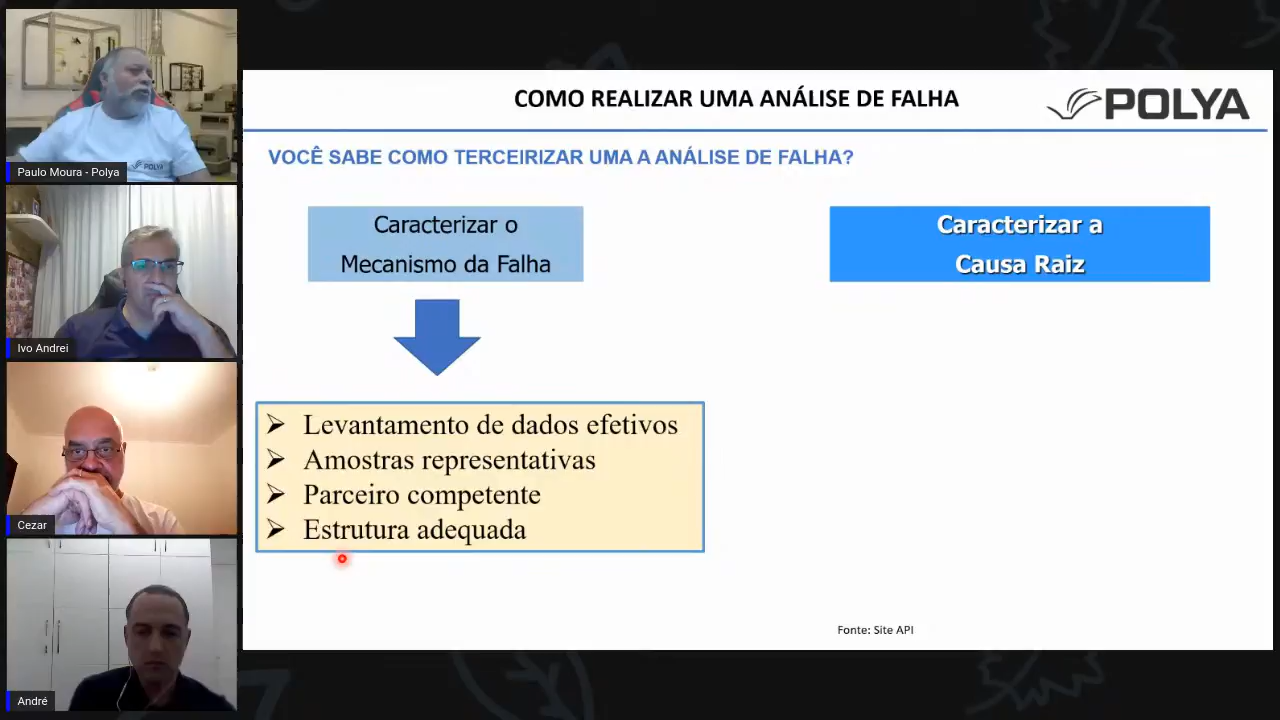 COMO REALIZAR UMA ANÁLISE DE FALHA
POLYA
VOCÊ SABE COMO TERCEIRIZAR UMA A ANÁLISE DE FALHA?
Caracterizar o
Mecanismo da Falha
Caracterizar a
Causa Raiz
Levantamento de dados efetivos
Amostras representativas
Parceiro competente
Estrutura adequada
Fonte: Site API
POLYA
Paulo Moura - Polya
Ivo Andrei
Cezar
André